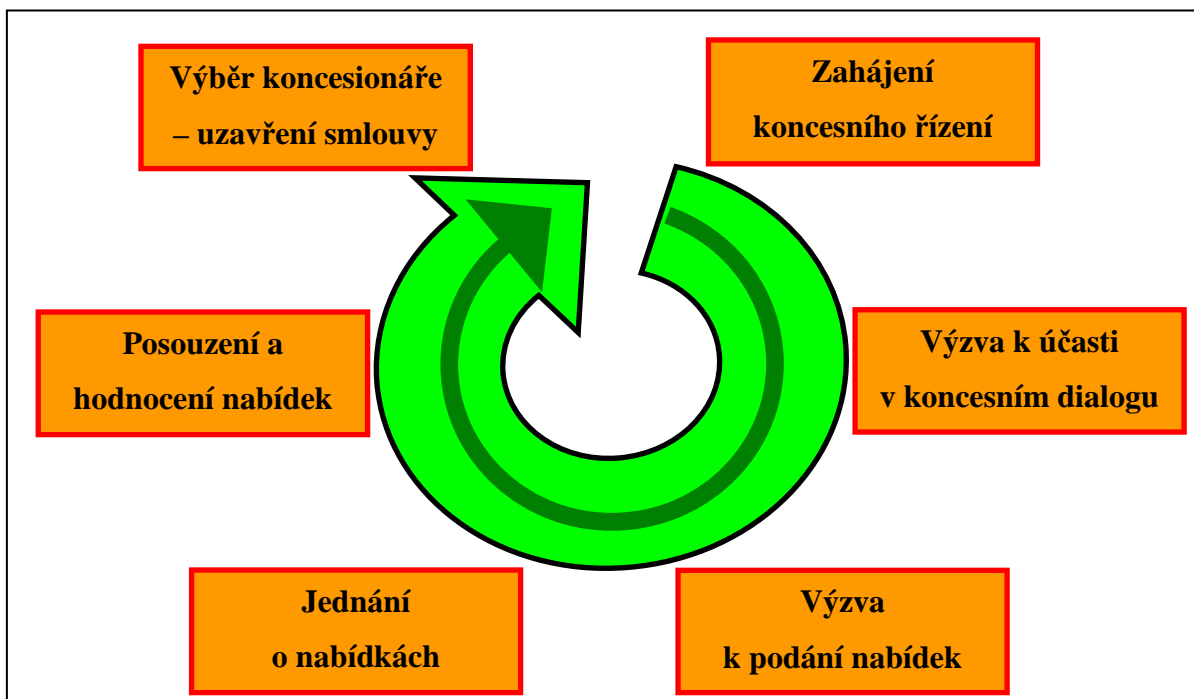 Výběr koncesionáře
– uzavření smlouvy
Zahájení
koncesního řízení
Posouzení a
hodnocení nabídek
Výzva k účasti
v koncesním dialogu
Jednání
o nabídkách
Výzva
k podání nabídek